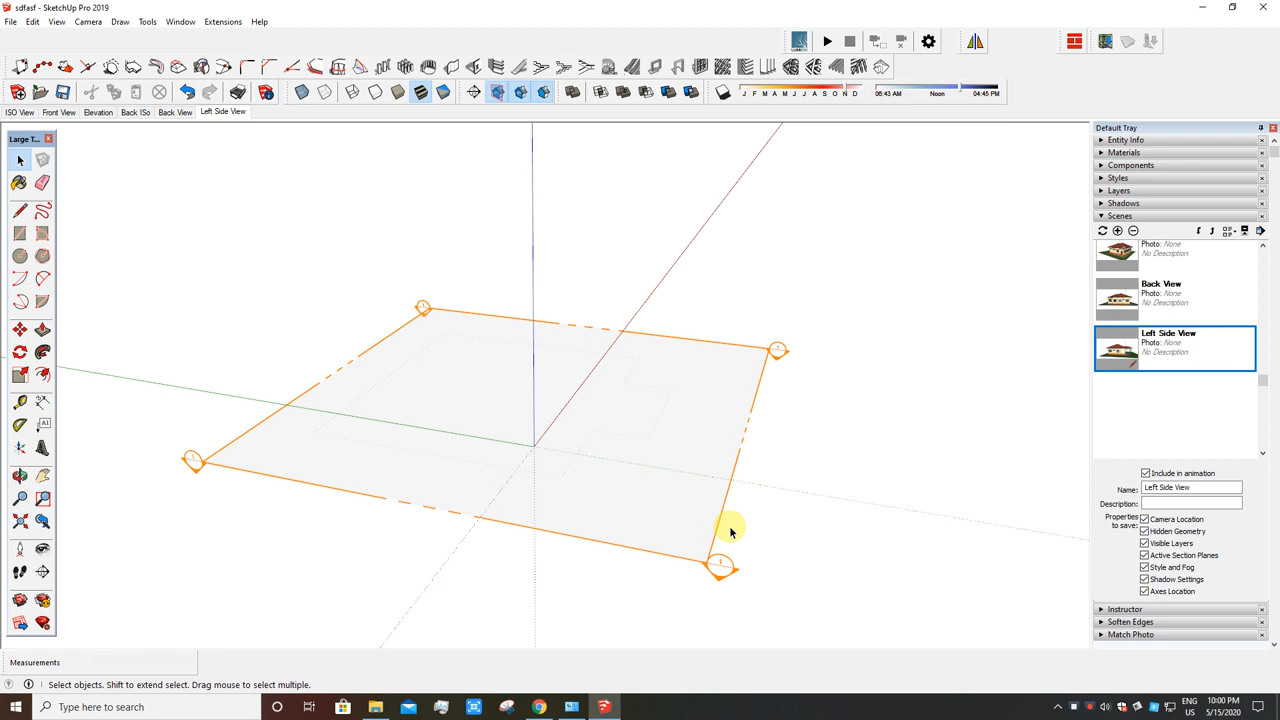 sdfasf - SketchUp Pro 2019
File Edit View Camera Draw Tools Window Extensions Help
J F M A M J J A S O N D 06:43 AM Noon 04:45 PM
ISO View Front View Elevation Back ISo Back View Left Side View
Large T...
Default Tray
Entity Info
Materials
Components
Styles
Layers
Shadows
Scenes
Photo: None
No Description
Back View
Photo: None
No Description
Left Side View
Photo: None
No Description
Include in animation
Name: Left Side View
Description:
Properties to save:
Camera Location
Hidden Geometry
Visible Layers
Active Section Planes
Style and Fog
Shadow Settings
Axes Location
Instructor
Soften Edges
Match Photo
Measurements
Select objects. Shift to extend select. Drag mouse to select multiple.
Type here to search
ENG
US
10:00 PM
5/15/2020